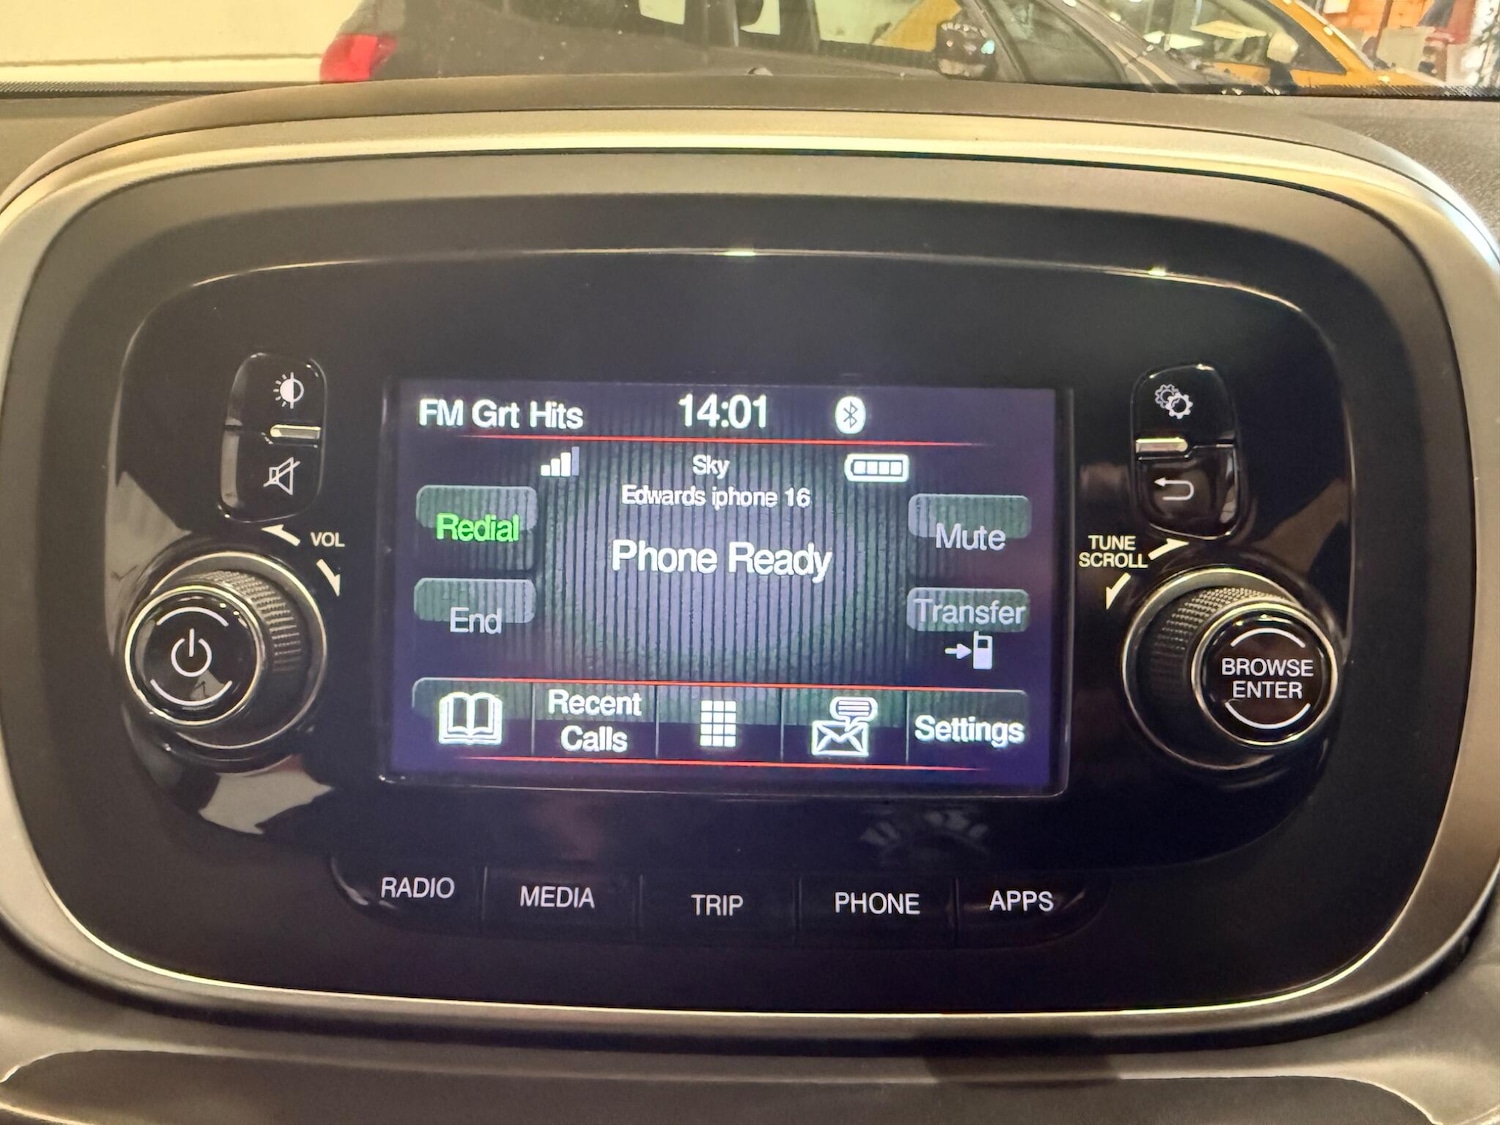 FM Grt Hits 14:01
Sky
Edwards iphone 16
Redial
Mute
Phone Ready
End
Transfer
Recent
Calls
Settings
VOL
TUNE
SCROLL
BROWSE
ENTER
RADIO MEDIA TRIP PHONE APPS